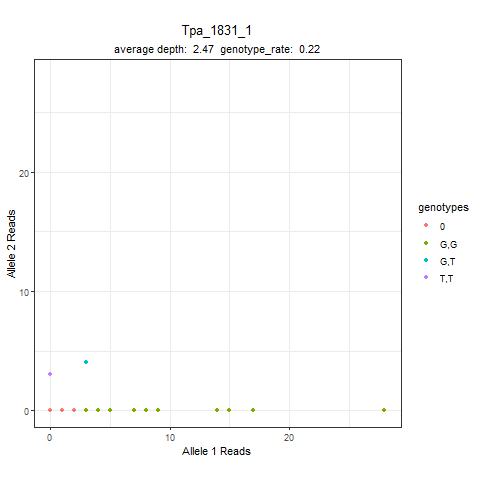 Tpa_1831_1
average depth:  2.47  genotype_rate:  0.22
Allele 2 Reads
20
10
0
0
10
20
Allele 1 Reads
genotypes
0
G,G
G,T
T,T